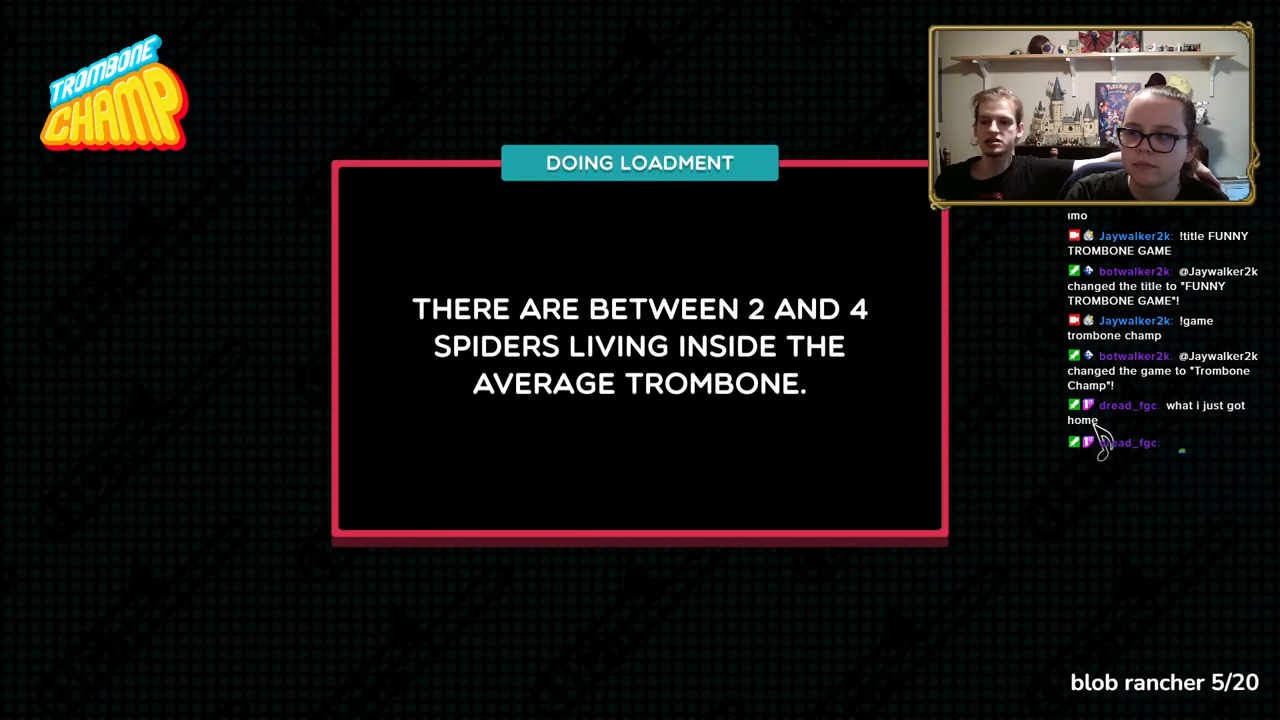 TROMBONE
CHAMP
DOING LOADMENT
THERE ARE BETWEEN 2 AND 4
SPIDERS LIVING INSIDE THE
AVERAGE TROMBONE.
imo
Jaywalker2k: !title FUNNY
TROMBONE GAME
botwalker2k: @Jaywalker2k
changed the title to "FUNNY
TROMBONE GAME"!
Jaywalker2k: !game
trombone champ
botwalker2k: @Jaywalker2k
changed the game to "Trombone
Champ"!
dread_fgc: what i just got
home
dread_fgc:
blob rancher 5/20